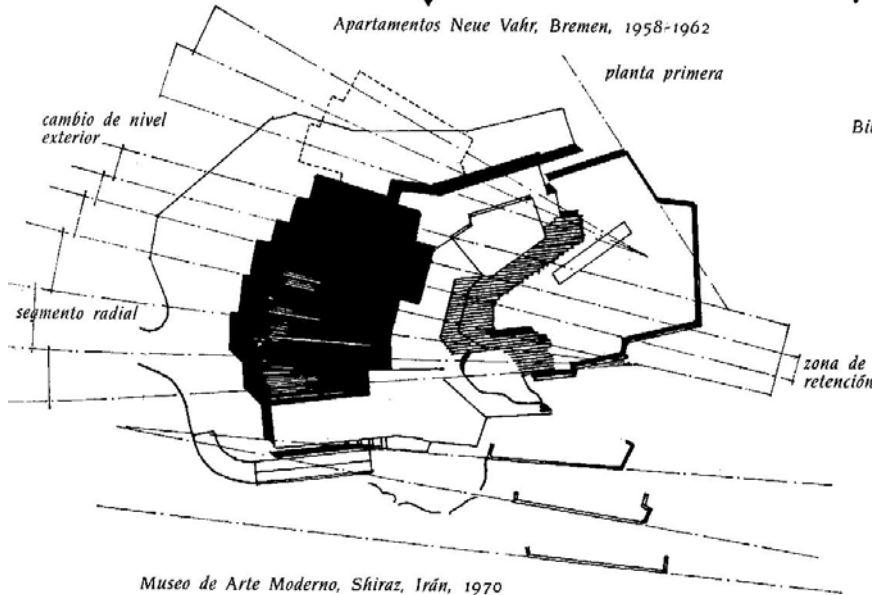 Apartamentos Neue Vahr, Bremen, 1958-1962
planta primera
cambio de nivel
exterior
segmento radial
zona de
retención
Museo de Arte Moderno, Shiraz, Irán, 1970